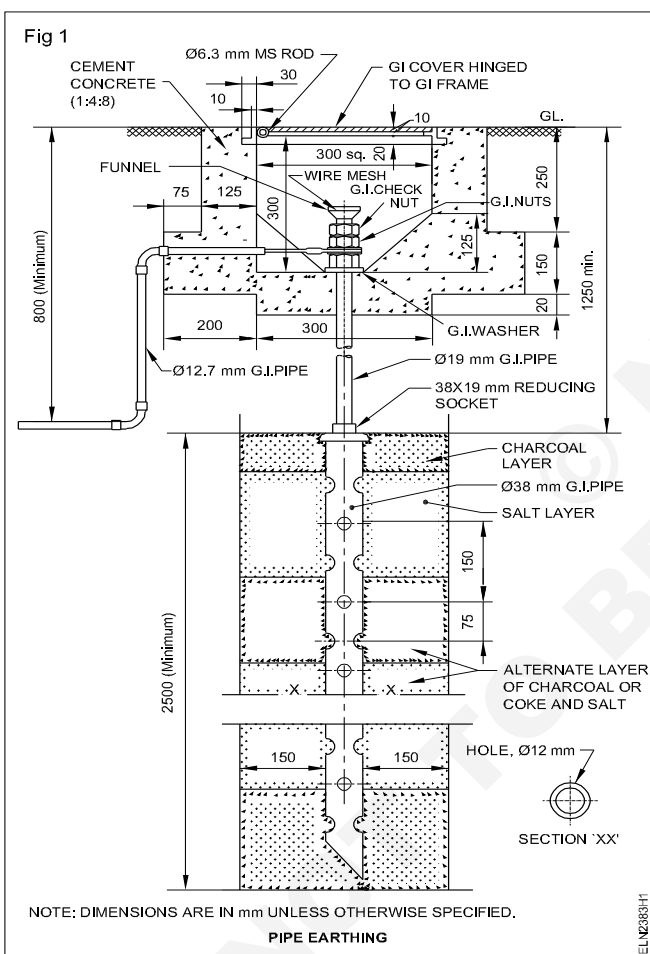 Fig 1
Ø6.3 mm MS ROD
CEMENT
CONCRETE
(1:4:8)
30
10
GI COVER HINGED
TO GI FRAME
10
GL.
300 sq.
20
FUNNEL
WIRE MESH
G.I.CHECK
NUT
G.I.NUTS
75
125
300
250
125
150
20
800 (Minimum)
1250 min.
200
300
G.I.WASHER
Ø12.7 mm G.I.PIPE
Ø19 mm G.I.PIPE
38X19 mm REDUCING
SOCKET
CHARCOAL
LAYER
Ø38 mm G.I.PIPE
SALT LAYER
150
75
2500 (Minimum)
ALTERNATE LAYER
OF CHARCOAL OR
COKE AND SALT
X
X
150
150
HOLE, Ø12 mm
SECTION 'XX'
NOTE: DIMENSIONS ARE IN mm UNLESS OTHERWISE SPECIFIED.
PIPE EARTHING
ELN2383H1